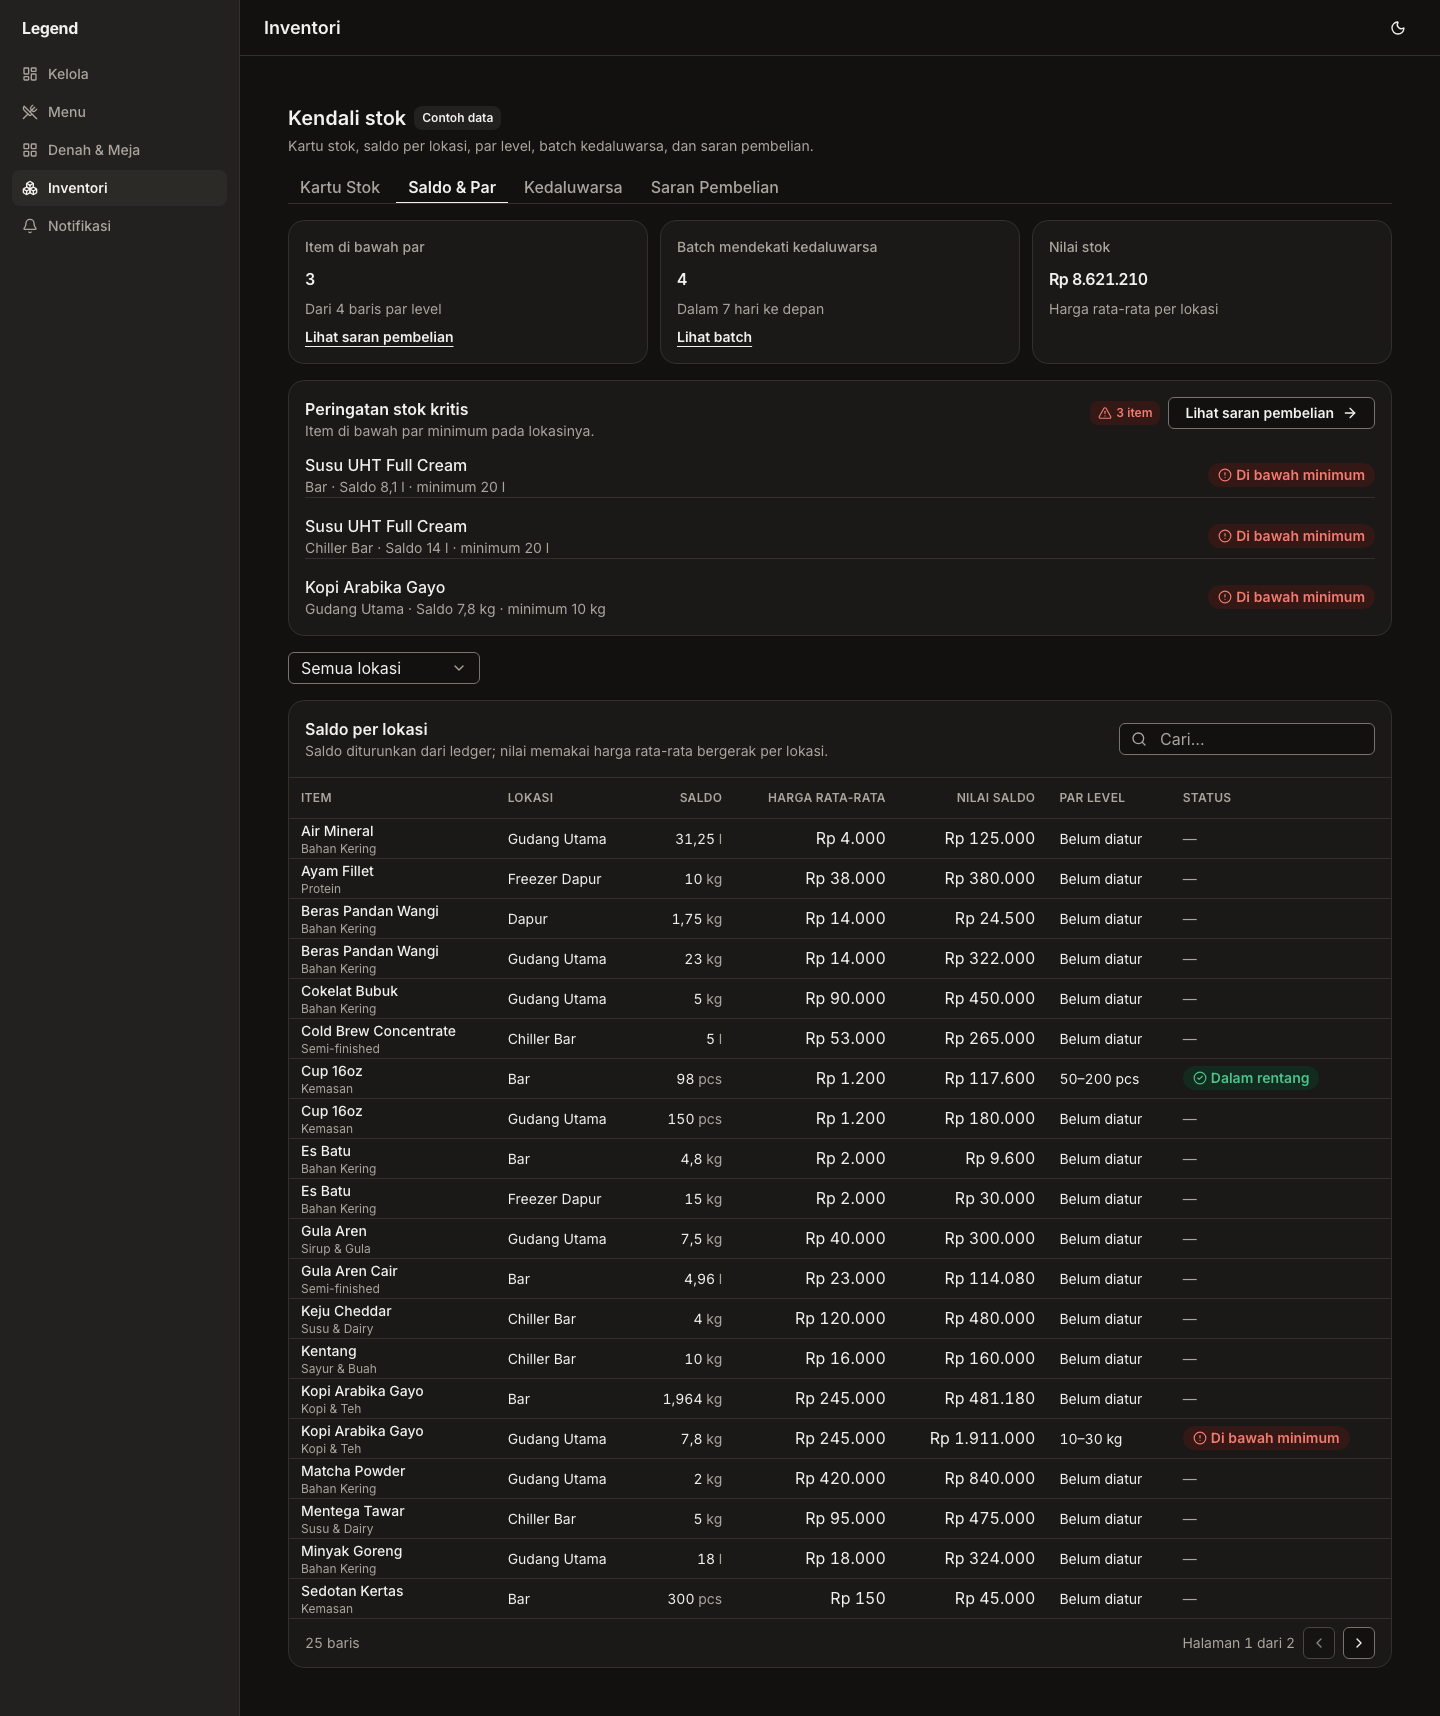 Legend
Inventori
Kelola
Menu
Denah & Meja
Inventori
Notifikasi
Kendali stok
Contoh data
Kartu stok, saldo per lokasi, par level, batch kedaluwarsa, dan saran pembelian.
Kartu Stok
Saldo & Par
Kedaluwarsa
Saran Pembelian
Item di bawah par
3
Dari 4 baris par level
Lihat saran pembelian
Batch mendekati kedaluwarsa
4
Dalam 7 hari ke depan
Lihat batch
Nilai stok
Rp 8.621.210
Harga rata-rata per lokasi
Peringatan stok kritis
Item di bawah par minimum pada lokasinya.
3 item
Lihat saran pembelian
Susu UHT Full Cream
Bar · Saldo 8,1 l · minimum 20 l
Di bawah minimum
Susu UHT Full Cream
Chiller Bar · Saldo 14 l · minimum 20 l
Di bawah minimum
Kopi Arabika Gayo
Gudang Utama · Saldo 7,8 kg · minimum 10 kg
Di bawah minimum
Semua lokasi
Saldo per lokasi
Saldo diturunkan dari ledger; nilai memakai harga rata-rata bergerak per lokasi.
Cari...
ITEM LOKASI SALDO HARGA RATA-RATA NILAI SALDO PAR LEVEL STATUS
Air Mineral
Bahan Kering
Gudang Utama 31,25 l Rp 4.000 Rp 125.000 Belum diatur —
Ayam Fillet
Protein
Freezer Dapur 10 kg Rp 38.000 Rp 380.000 Belum diatur —
Beras Pandan Wangi
Bahan Kering
Dapur 1,75 kg Rp 14.000 Rp 24.500 Belum diatur —
Beras Pandan Wangi
Bahan Kering
Gudang Utama 23 kg Rp 14.000 Rp 322.000 Belum diatur —
Cokelat Bubuk
Bahan Kering
Gudang Utama 5 kg Rp 90.000 Rp 450.000 Belum diatur —
Cold Brew Concentrate
Semi-finished
Chiller Bar 5 l Rp 53.000 Rp 265.000 Belum diatur —
Cup 16oz
Kemasan
Bar 98 pcs Rp 1.200 Rp 117.600 50–200 pcs Dalam rentang
Cup 16oz
Kemasan
Gudang Utama 150 pcs Rp 1.200 Rp 180.000 Belum diatur —
Es Batu
Bahan Kering
Bar 4,8 kg Rp 2.000 Rp 9.600 Belum diatur —
Es Batu
Bahan Kering
Freezer Dapur 15 kg Rp 2.000 Rp 30.000 Belum diatur —
Gula Aren
Sirup & Gula
Gudang Utama 7,5 kg Rp 40.000 Rp 300.000 Belum diatur —
Gula Aren Cair
Semi-finished
Bar 4,96 l Rp 23.000 Rp 114.080 Belum diatur —
Keju Cheddar
Susu & Dairy
Chiller Bar 4 kg Rp 120.000 Rp 480.000 Belum diatur —
Kentang
Sayur & Buah
Chiller Bar 10 kg Rp 16.000 Rp 160.000 Belum diatur —
Kopi Arabika Gayo
Kopi & Teh
Bar 1,964 kg Rp 245.000 Rp 481.180 Belum diatur —
Kopi Arabika Gayo
Kopi & Teh
Gudang Utama 7,8 kg Rp 245.000 Rp 1.911.000 10–30 kg Di bawah minimum
Matcha Powder
Bahan Kering
Gudang Utama 2 kg Rp 420.000 Rp 840.000 Belum diatur —
Mentega Tawar
Susu & Dairy
Chiller Bar 5 kg Rp 95.000 Rp 475.000 Belum diatur —
Minyak Goreng
Bahan Kering
Gudang Utama 18 l Rp 18.000 Rp 324.000 Belum diatur —
Sedotan Kertas
Kemasan
Bar 300 pcs Rp 150 Rp 45.000 Belum diatur —
25 baris
Halaman 1 dari 2